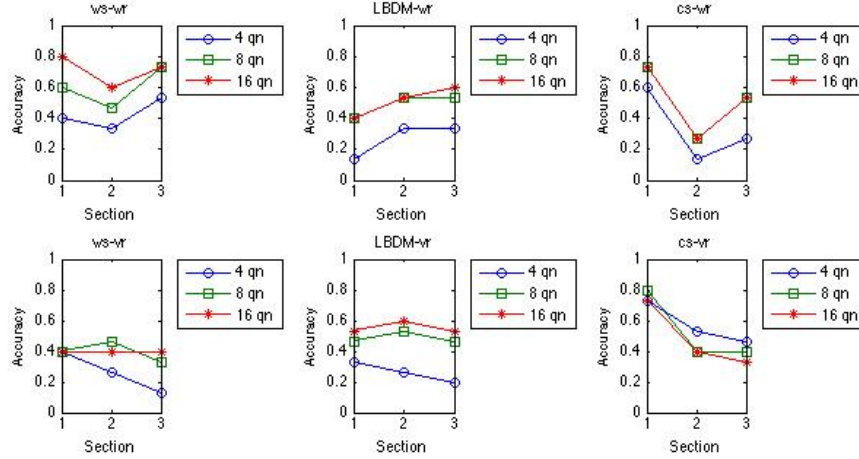 ws-wr
LBDM-wr
cs-wr
1
0.8
0.6
0.4
0.2
0
Accuracy
1 2 3
Section
4 qn
8 qn
16 qn
1
0.8
0.6
0.4
0.2
0
Accuracy
1 2 3
Section
4 qn
8 qn
16 qn
1
0.8
0.6
0.4
0.2
0
Accuracy
1 2 3
Section
4 qn
8 qn
16 qn
ws-vr
LBDM-vr
cs-vr
1
0.8
0.6
0.4
0.2
0
Accuracy
1 2 3
Section
4 qn
8 qn
16 qn
1
0.8
0.6
0.4
0.2
0
Accuracy
1 2 3
Section
4 qn
8 qn
16 qn
1
0.8
0.6
0.4
0.2
0
Accuracy
1 2 3
Section
4 qn
8 qn
16 qn